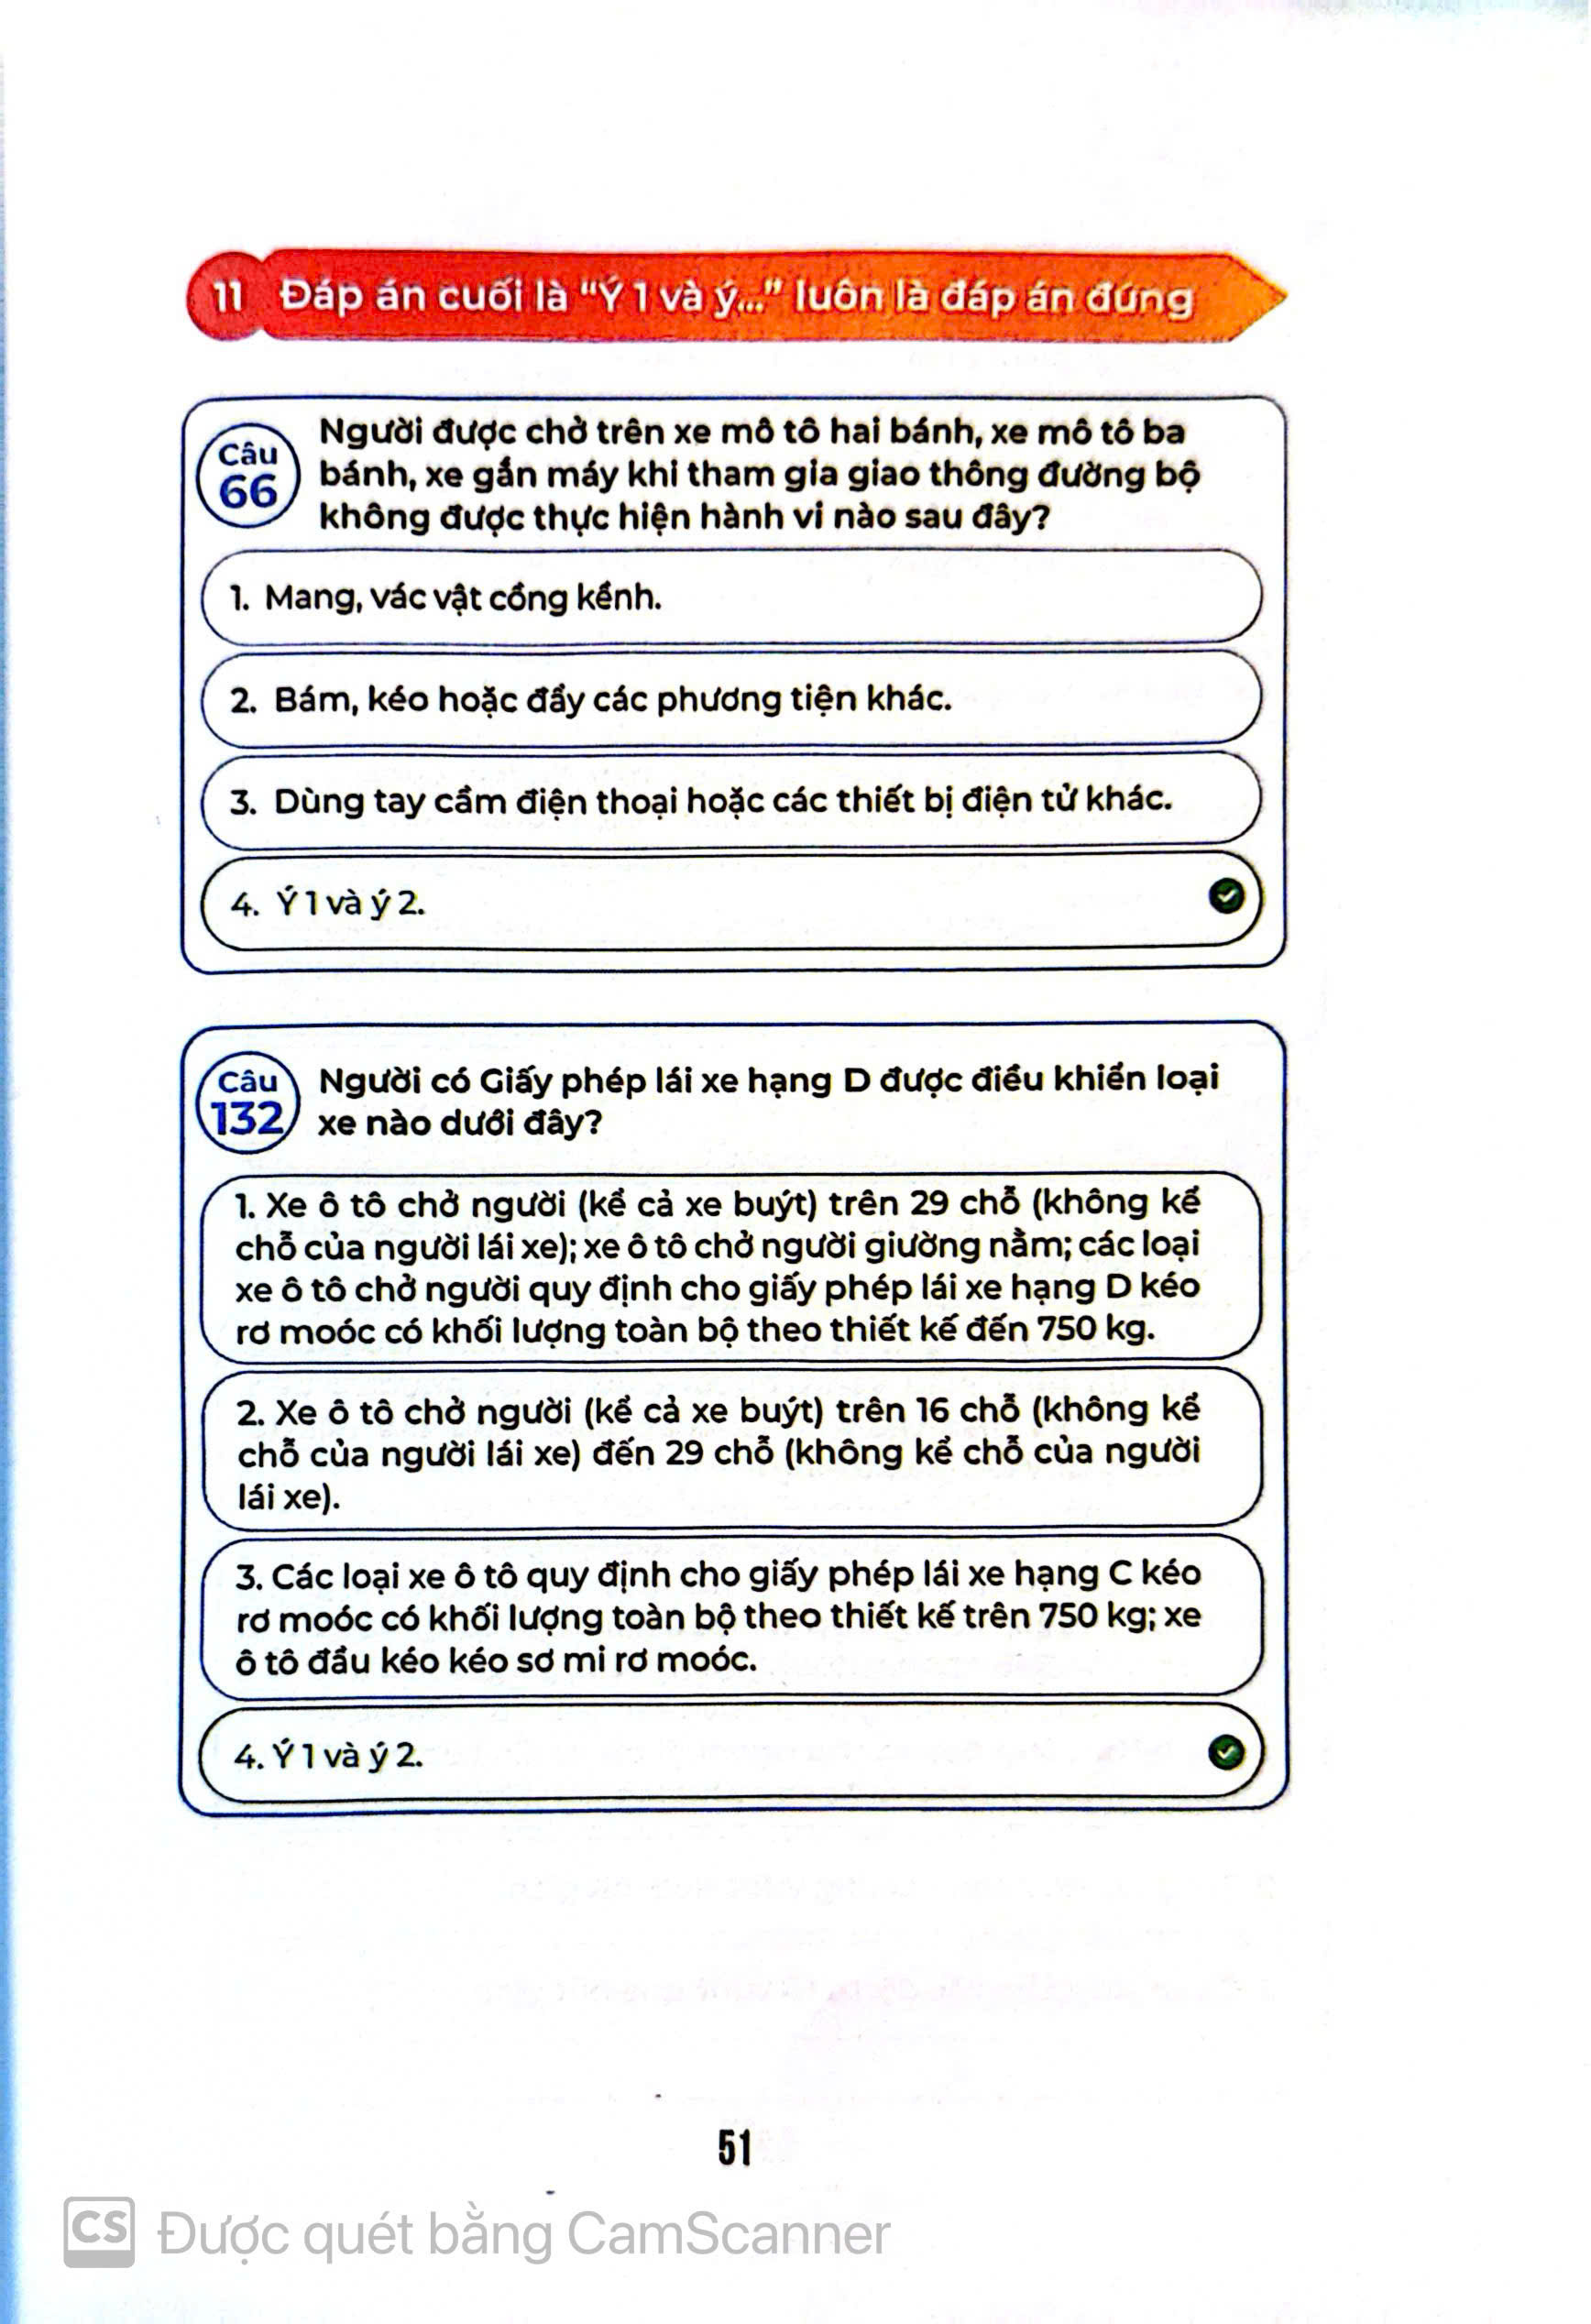 11 Đáp án cuối là “Ý 1 và ý...” luôn là đáp án đúng
Câu
66
Người được chở trên xe mô tô hai bánh, xe mô tô ba
bánh, xe gắn máy khi tham gia giao thông đường bộ
không được thực hiện hành vi nào sau đây?
1. Mang, vác vật cồng kềnh.
2. Bám, kéo hoặc đẩy các phương tiện khác.
3. Dùng tay cầm điện thoại hoặc các thiết bị điện tử khác.
4. Ý 1 và ý 2.
Câu
132
Người có Giấy phép lái xe hạng D được điều khiển loại
xe nào dưới đây?
1. Xe ô tô chở người (kể cả xe buýt) trên 29 chỗ (không kể
chỗ của người lái xe); xe ô tô chở người giường nằm; các loại
xe ô tô chở người quy định cho giấy phép lái xe hạng D kéo
rơ moóc có khối lượng toàn bộ theo thiết kế đến 750 kg.
2. Xe ô tô chở người (kể cả xe buýt) trên 16 chỗ (không kể
chỗ của người lái xe) đến 29 chỗ (không kể chỗ của người
lái xe).
3. Các loại xe ô tô quy định cho giấy phép lái xe hạng C kéo
rơ moóc có khối lượng toàn bộ theo thiết kế trên 750 kg; xe
ô tô đầu kéo kéo sơ mi rơ moóc.
4. Ý 1 và ý 2.
51
CS Được quét bằng CamScanner